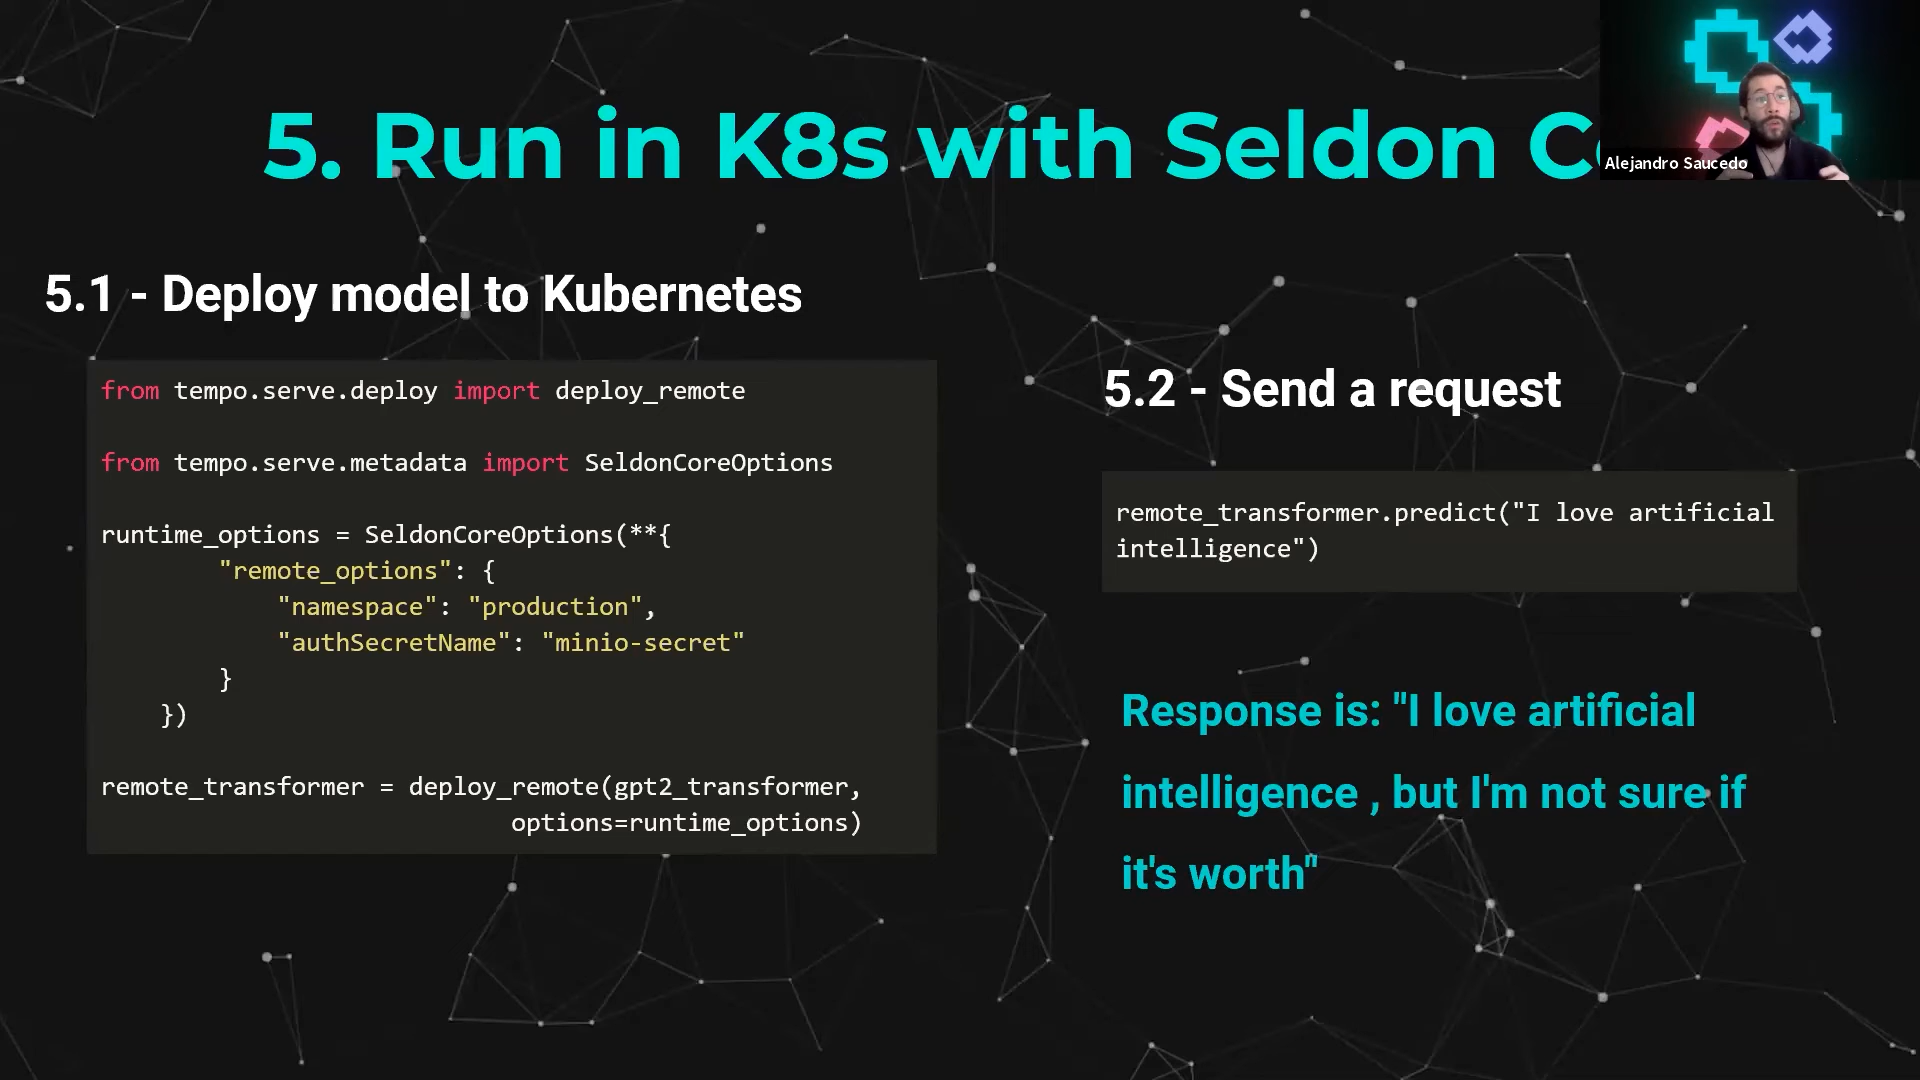 5. Run in K8s with Seldon C
Alejandro Saucedo
5.1 - Deploy model to Kubernetes
from tempo.serve.deploy import deploy_remote
from tempo.serve.metadata import SeldonCoreOptions
runtime_options = SeldonCoreOptions(**{
        "remote_options": {
            "namespace": "production",
            "authSecretName": "minio-secret"
        }
    })
remote_transformer = deploy_remote(gpt2_transformer,
                            options=runtime_options)
5.2 - Send a request
remote_transformer.predict("I love artificial
intelligence")
Response is: "I love artificial
intelligence , but I'm not sure if
it's worth"